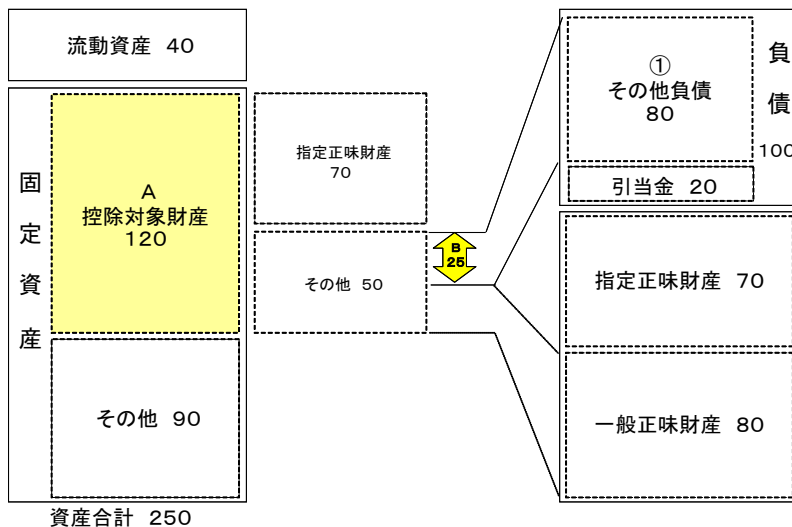 流動資産 40
固定資産
A
控除対象財産
120
その他 90
資産合計 250
指定正味財産
70
その他 50
B
25
①
その他負債
80
引当金 20
負債
100
指定正味財産 70
一般正味財産 80